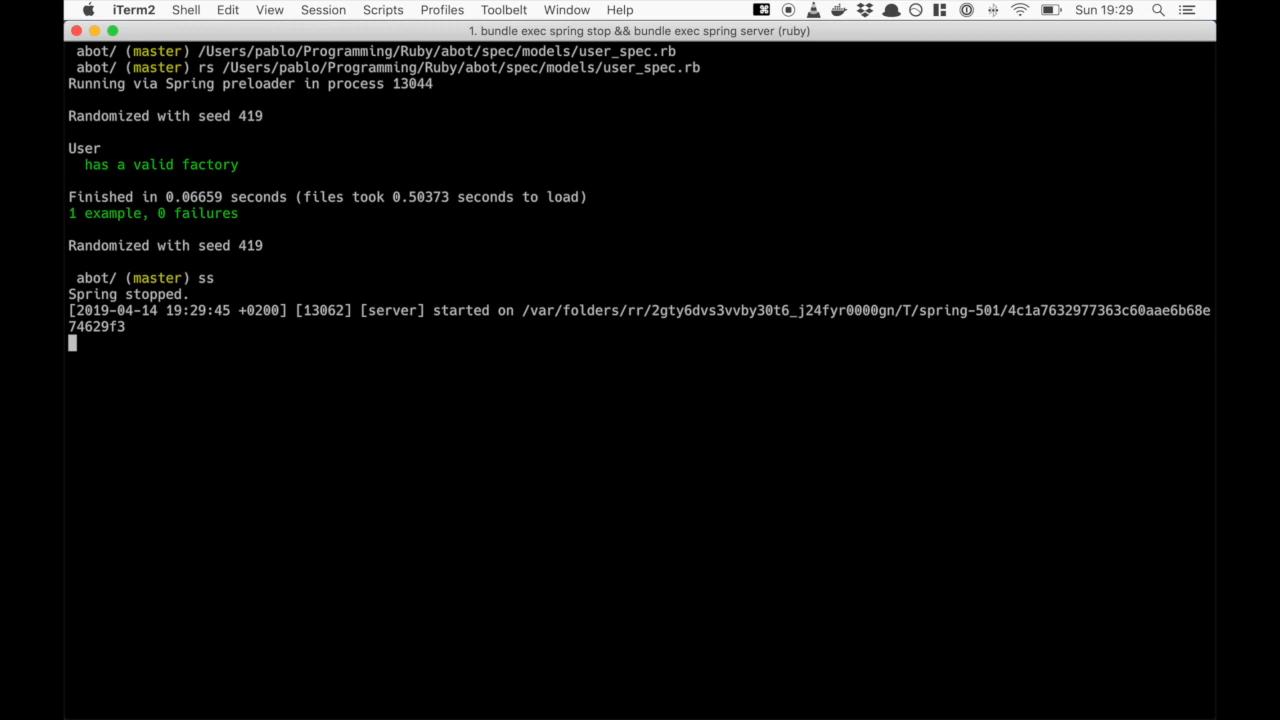 iTerm2 Shell Edit View Session Scripts Profiles Toolbelt Window Help Sun 19:29
1. bundle exec spring stop && bundle exec spring server (ruby)
abot/ (master) /Users/pablo/Programming/Ruby/abot/spec/models/user_spec.rb
abot/ (master) rs /Users/pablo/Programming/Ruby/abot/spec/models/user_spec.rb
Running via Spring preloader in process 13044
Randomized with seed 419
User
has a valid factory
Finished in 0.06659 seconds (files took 0.50373 seconds to load)
1 example, 0 failures
Randomized with seed 419
abot/ (master) ss
Spring stopped.
[2019-04-14 19:29:45 +0200] [13062] [server] started on /var/folders/rr/2gty6dvs3vvby30t6_j24fyr0000gn/T/spring-501/4c1a7632977363c60aae6b68e
74629f3